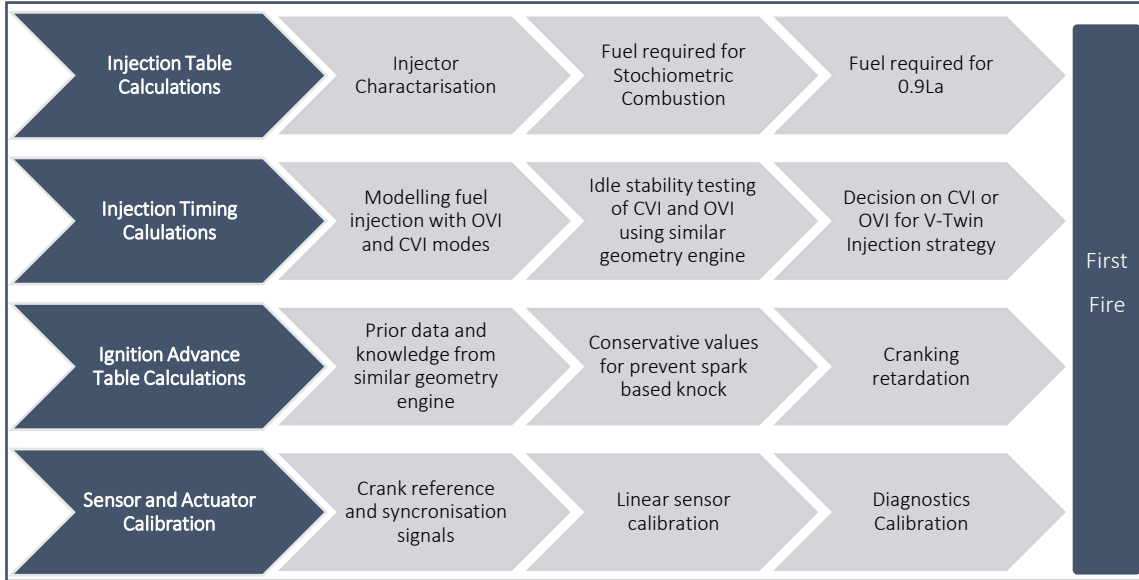 Injection Table
Calculations
Injector
Charactarisation
Fuel required for
Stochiometric
Combustion
Fuel required for
0.9La
Injection Timing
Calulations
Modelling fuel
injection with OVI
and CVI modes
Idle stability testing
of CVI and OVI
using similar
geometry engine
Decision on CVI or
OVI for V-Twin
Injection strategy
Ignition Advance
Table Calculations
Prior data and
knowledge from
similar geometry
engine
Conservative values
for prevent spark
based knock
Cranking
retardation
Sensor and Actuator
Calibration
Crank reference
and syncronisation
signals
Linear sensor
calibration
Diagnostics
Calibration
First
Fire